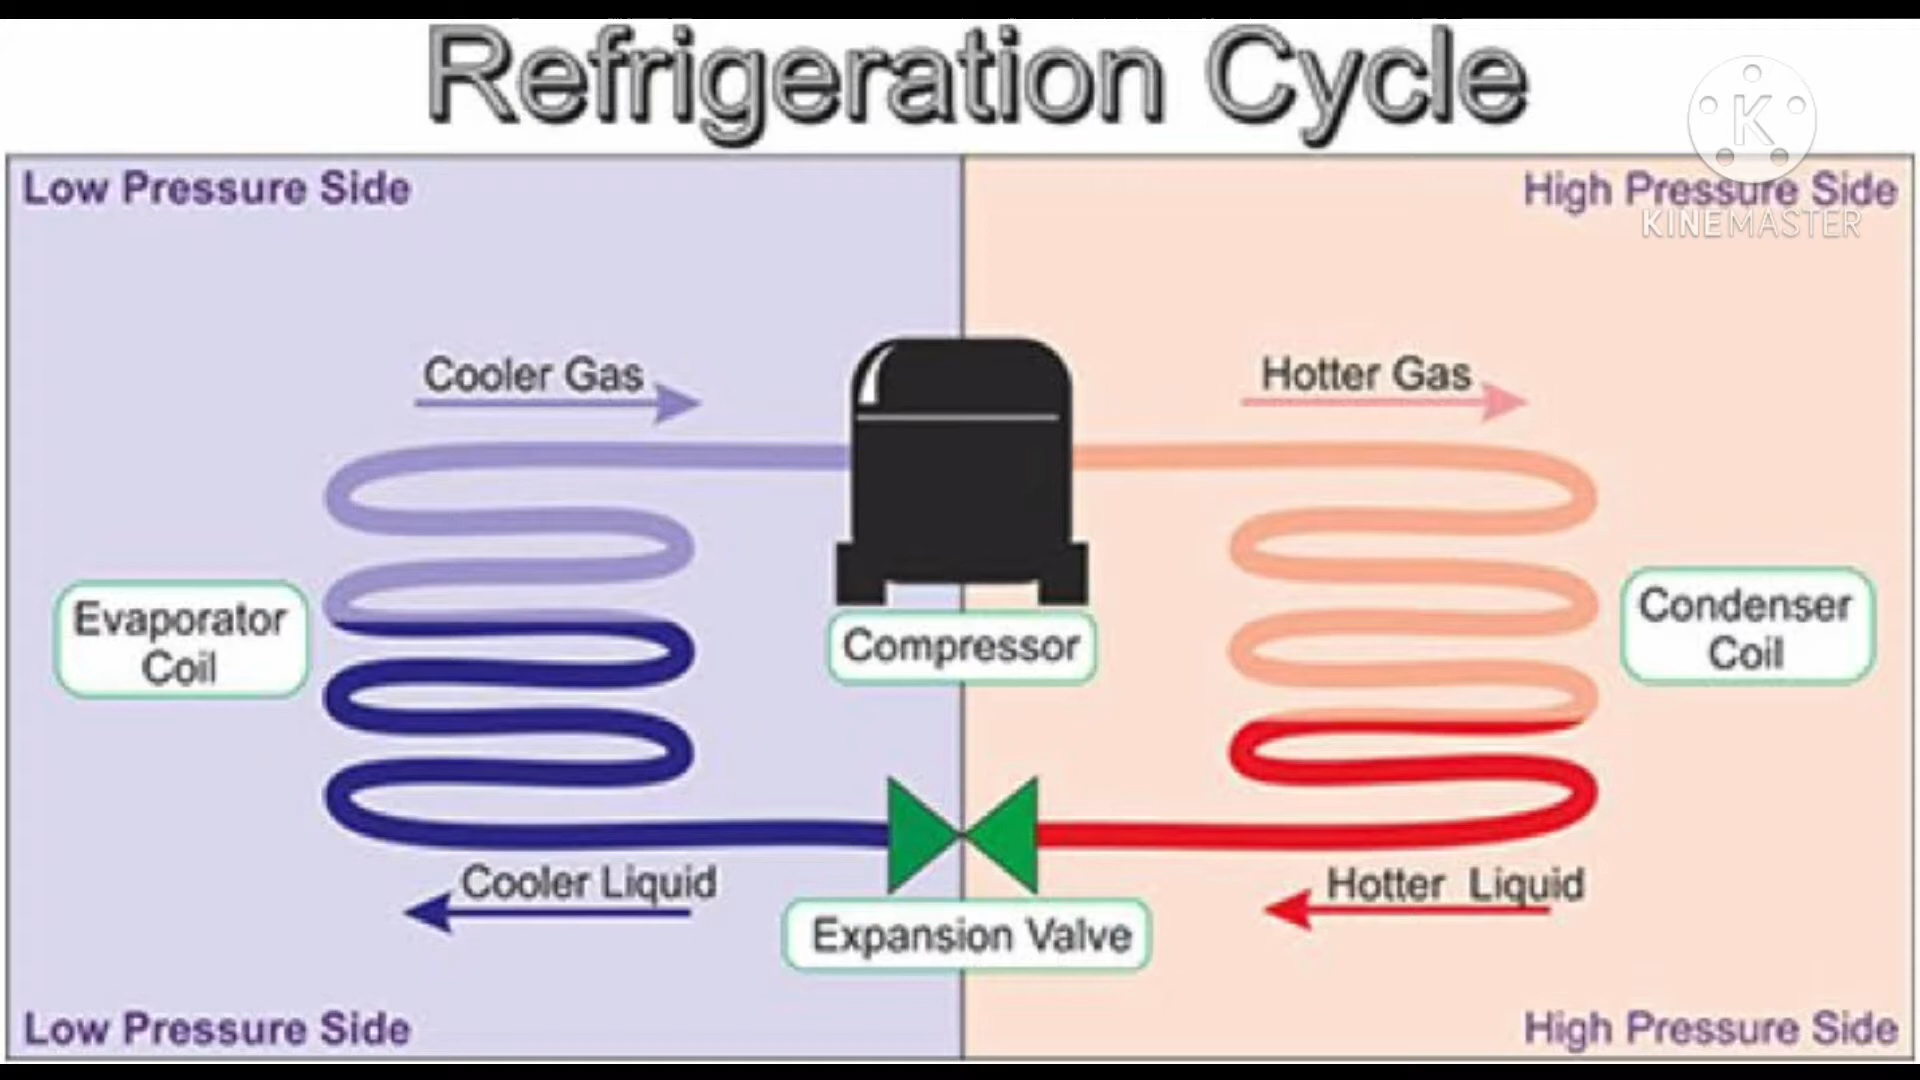 Refrigeration Cycle
K
KINEMASTER
Low Pressure Side
High Pressure Side
Cooler Gas
Hotter Gas
Evaporator
Coil
Compressor
Condenser
Coil
Cooler Liquid
Hotter Liquid
Expansion Valve
Low Pressure Side
High Pressure Side